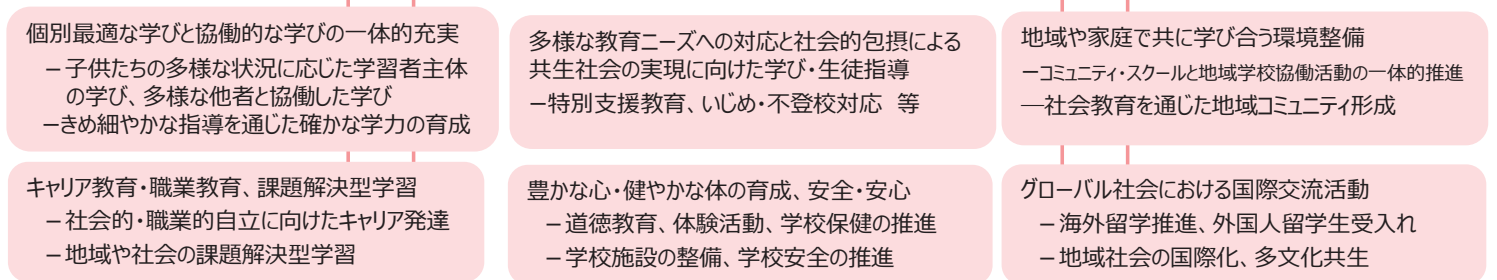 個別最適な学びと協働的な学びの一体的充実
－子供たちの多様な状況に応じた学習者主体
の学び、多様な他者と協働した学び
－きめ細やかな指導を通じた確かな学力の育成
多様な教育ニーズへの対応と社会的包摂による
共生社会の実現に向けた学び・生徒指導
－特別支援教育、いじめ・不登校対応　等
地域や家庭で共に学び合う環境整備
－コミュニティ・スクールと地域学校協働活動の一体的推進
―社会教育を通じた地域コミュニティ形成
キャリア教育・職業教育、課題解決型学習
－社会的・職業的自立に向けたキャリア発達
－地域や社会の課題解決型学習
豊かな心・健やかな体の育成、安全・安心
－道徳教育、体験活動、学校保健の推進
－学校施設の整備、学校安全の推進
グローバル社会における国際交流活動
－海外留学推進、外国人留学生受入れ
－地域社会の国際化、多文化共生